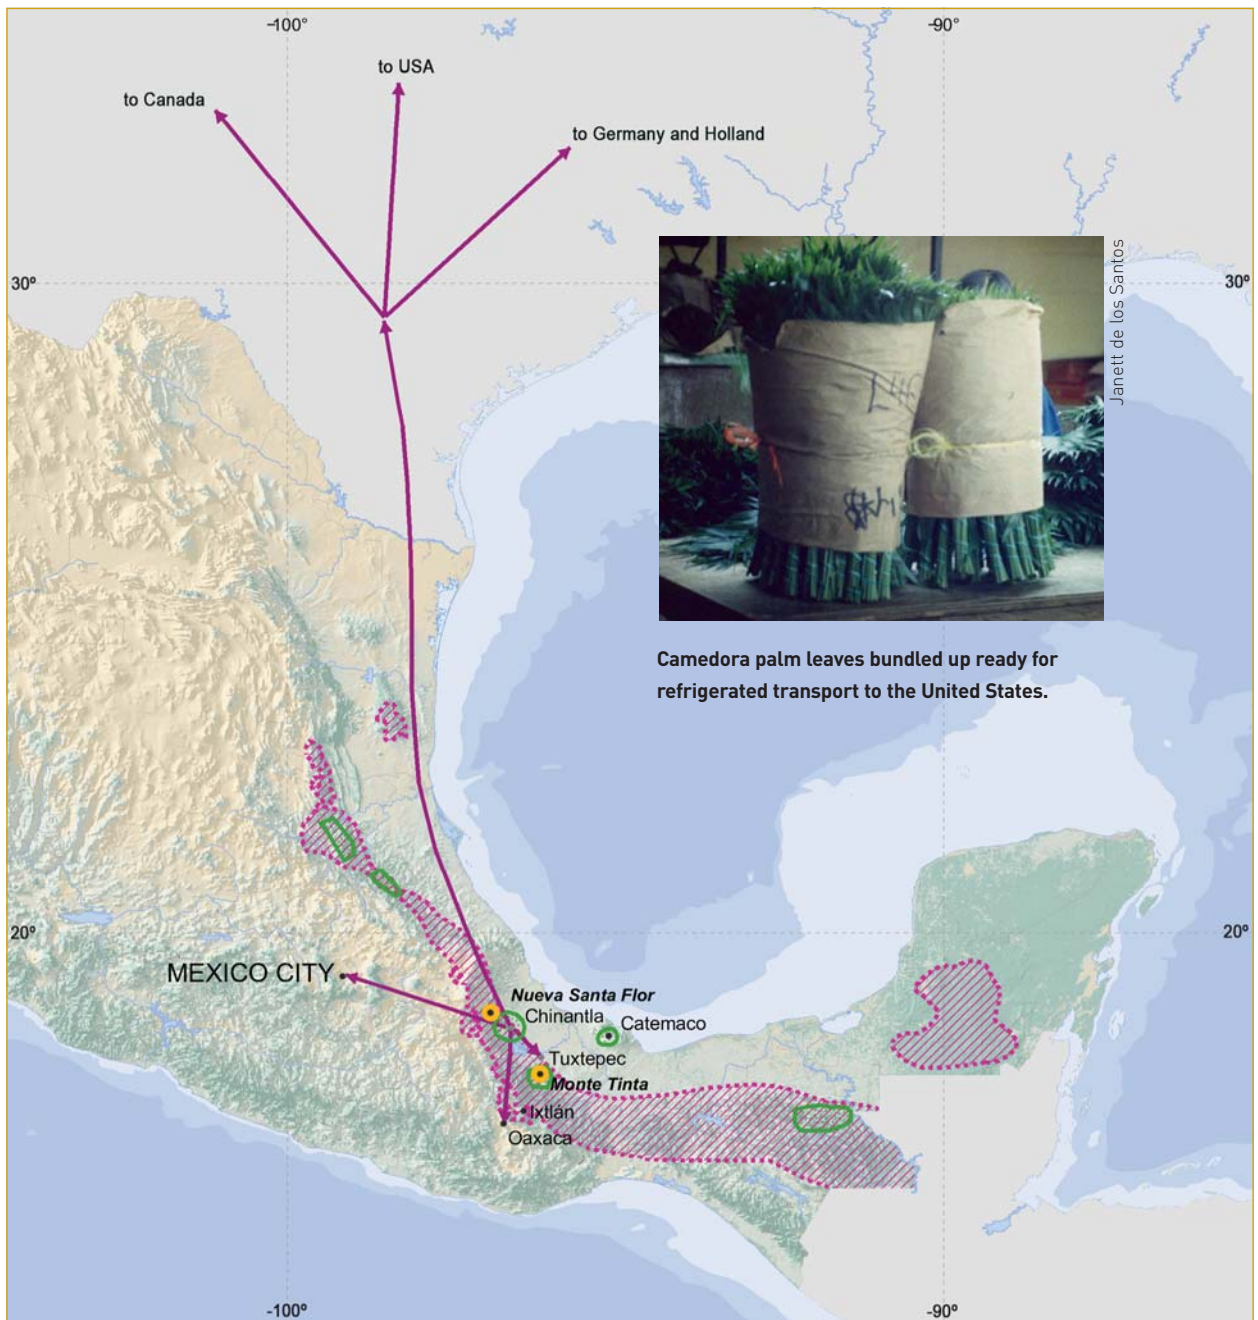 -100°
-90°
to USA
to Canada
to Germany and Holland
30°
30°
Janett de los Santos
Camedora palm leaves bundled up ready for
refrigerated transport to the United States.
20°
20°
MEXICO CITY
Nueva Santa Flor
Chinantla
Catemaco
Tuxtepec
Monte Tinta
Ixtlán
Oaxaca
-100°
-90°